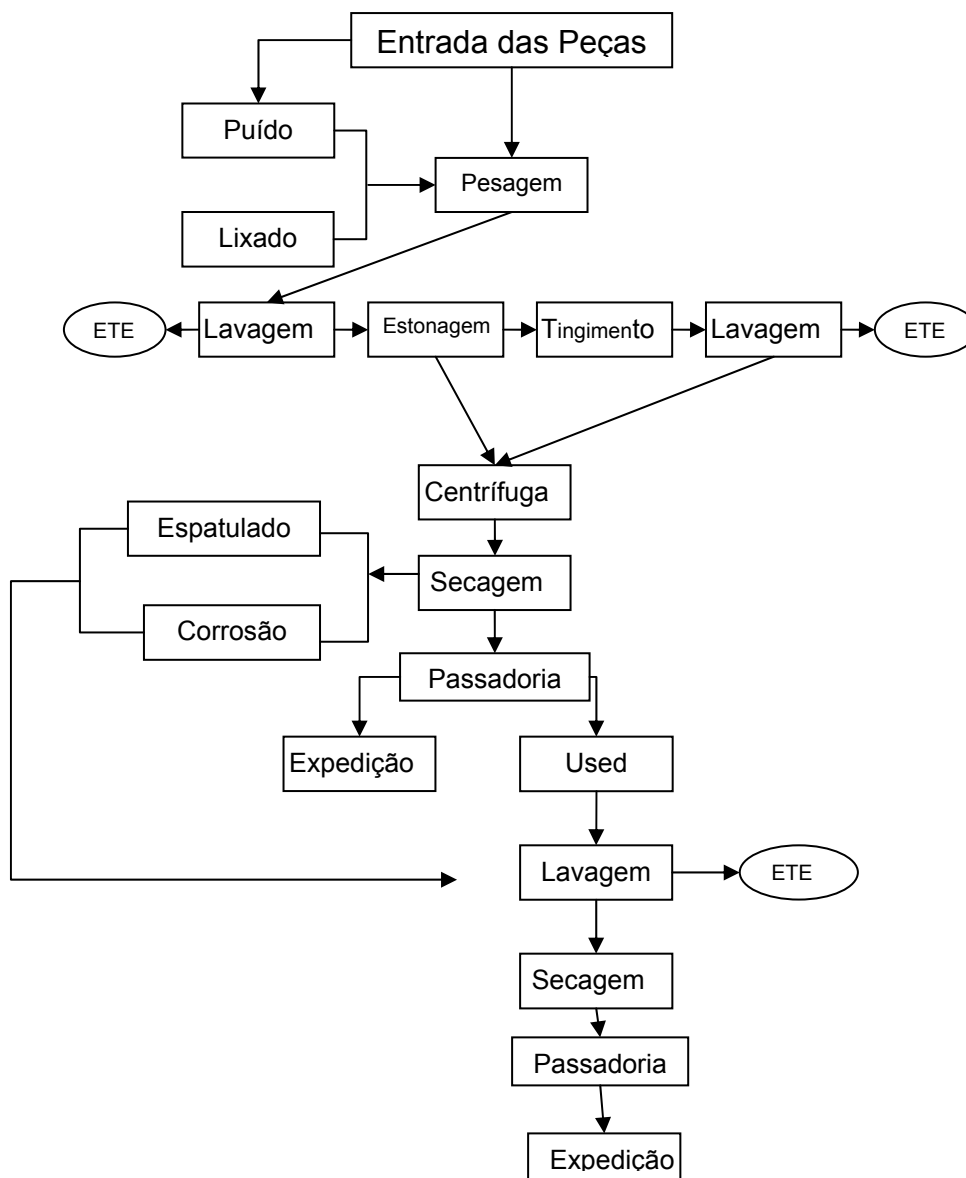 Entrada das Peças
Puído
Pesagem
Lixado
ETE
Lavagem
Estonagem
Tingimento
Lavagem
ETE
Centrífuga
Espatulado
Secagem
Corrosão
Passadoria
Expedição
Used
Lavagem
ETE
Secagem
Passadoria
Expedição